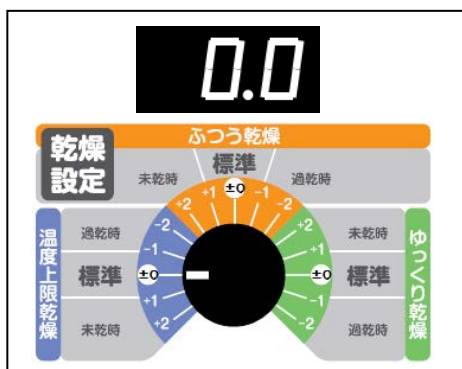 0.0
ふつう乾燥
乾燥
設定
未乾時
標準
過乾時
+2
+1
±0
-1
-2
温度上限乾燥
過乾時
標準
未乾時
-2
-1
±0
+1
+2
+2
+1
±0
-1
-2
未乾時
標準
過乾時
ゆっくり乾燥